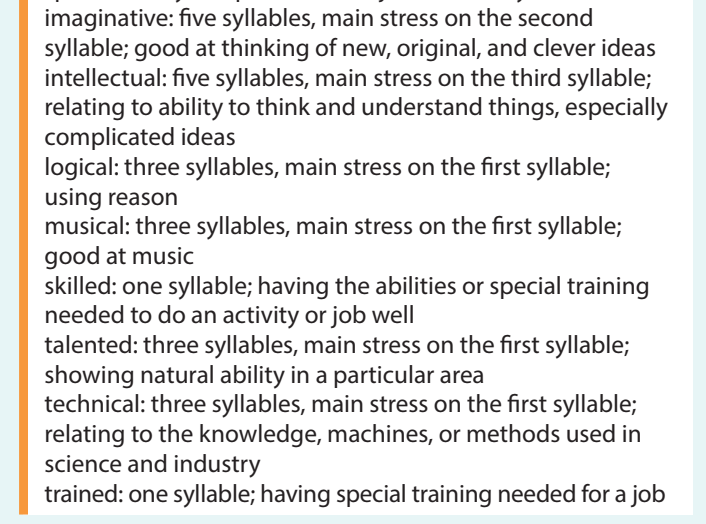 imaginative: five syllables, main stress on the second
syllable; good at thinking of new, original, and clever ideas
intellectual: five syllables, main stress on the third syllable;
relating to ability to think and understand things, especially
complicated ideas
logical: three syllables, main stress on the first syllable;
using reason
musical: three syllables, main stress on the first syllable;
good at music
skilled: one syllable; having the abilities or special training
needed to do an activity or job well
talented: three syllables, main stress on the first syllable;
showing natural ability in a particular area
technical: three syllables, main stress on the first syllable;
relating to the knowledge, machines, or methods used in
science and industry
trained: one syllable; having special training needed for a job